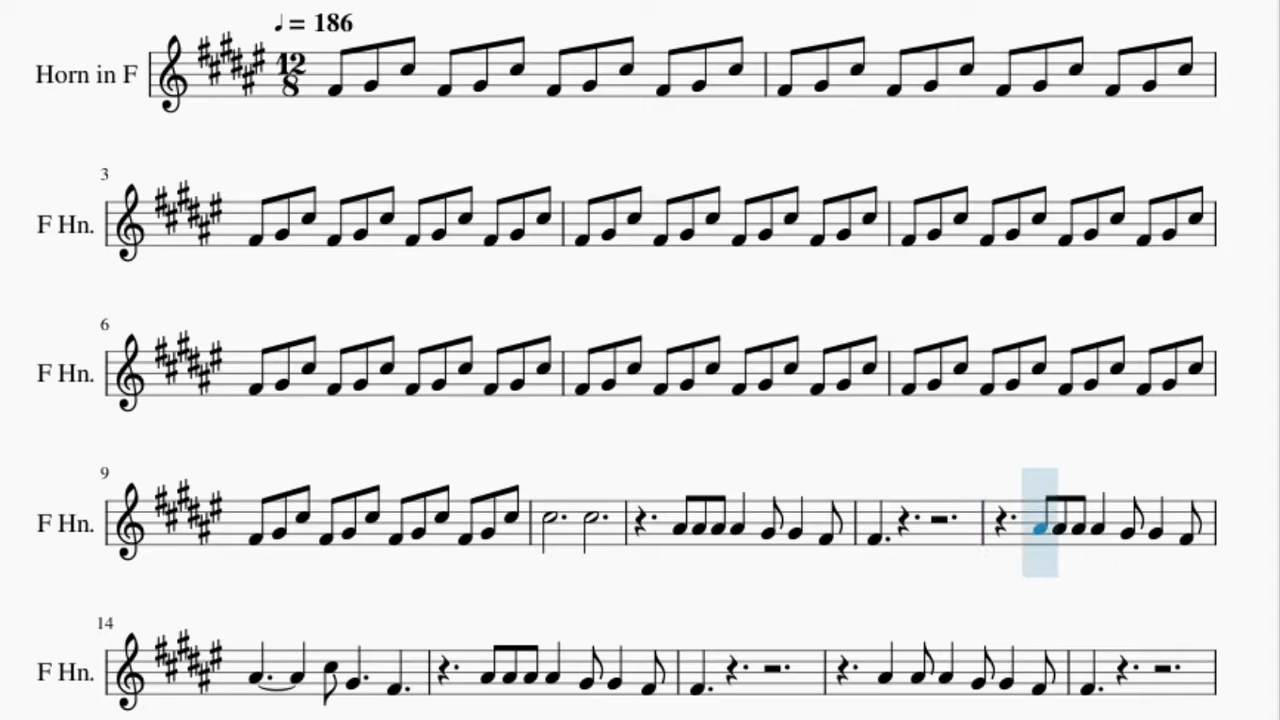 ♩ = 186
Horn in F
12
8
3
F Hn.
6
F Hn.
9
F Hn.
14
F Hn.